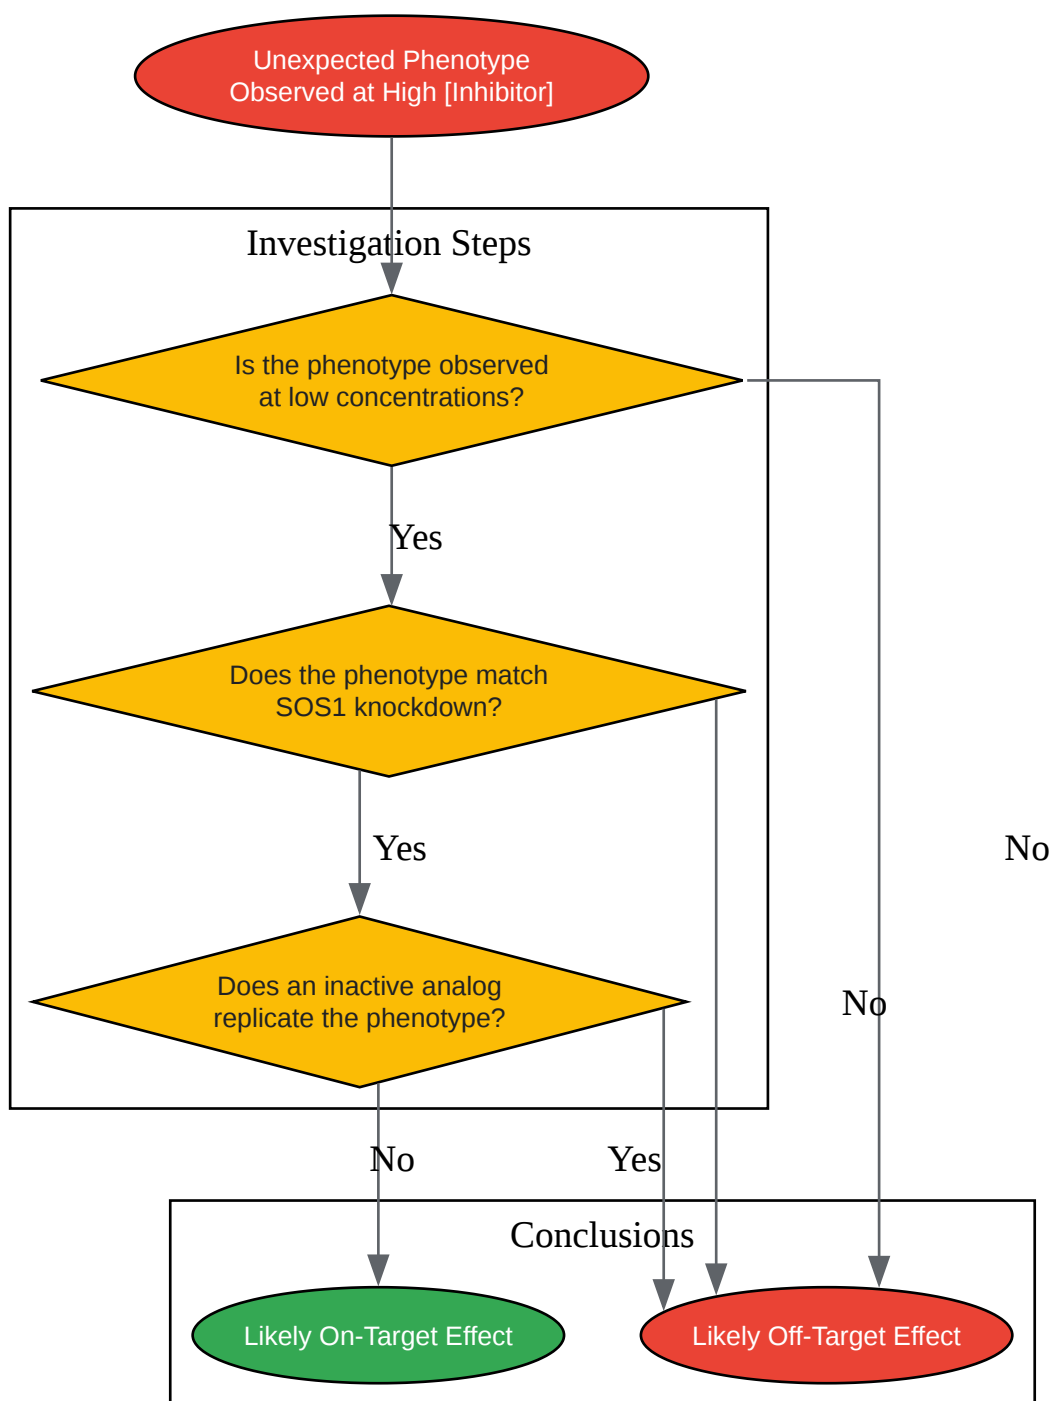 Unexpected Phenotype
Observed at High [Inhibitor]
Investigation Steps
Is the phenotype observed
at low concentrations?
Yes
Does the phenotype match
SOS1 knockdown?
Yes
No
Does an inactive analog
replicate the phenotype?
No
No
Yes
Conclusions
Likely On-Target Effect
Likely Off-Target Effect